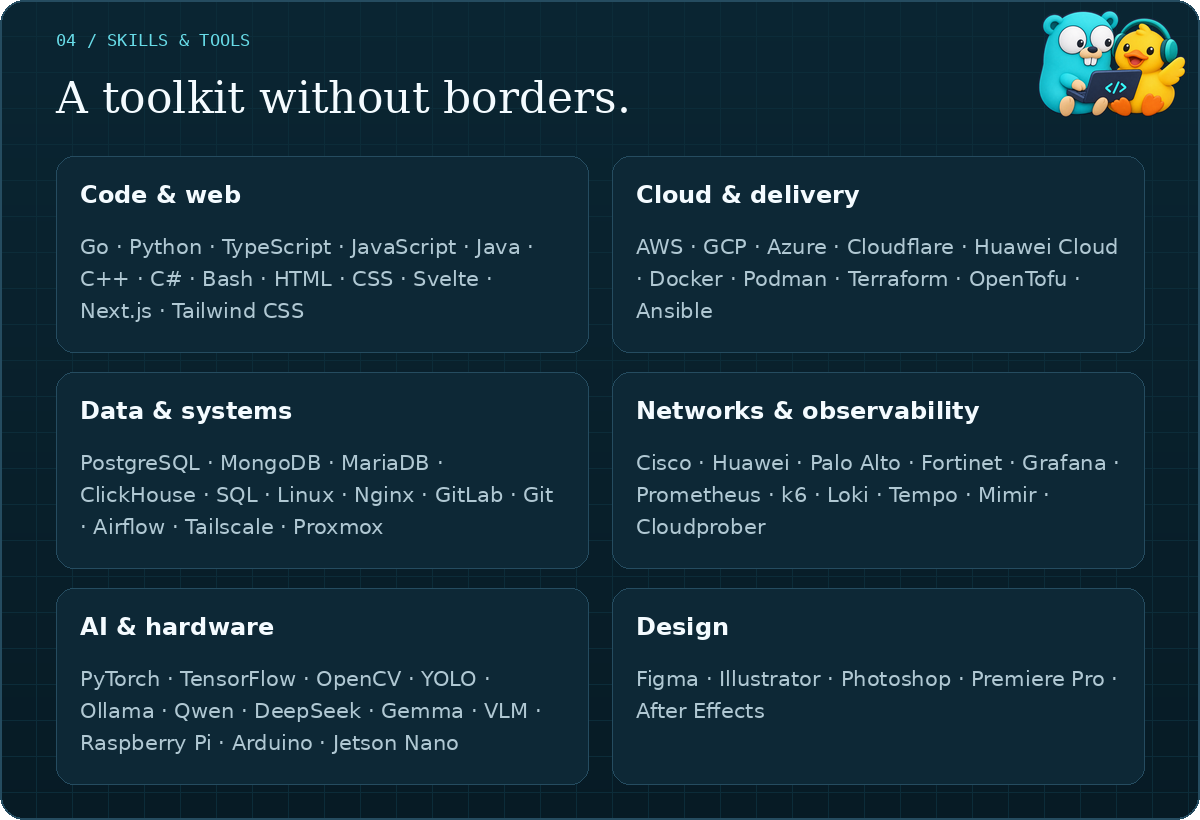 04 / SKILLS & TOOLS
A toolkit without borders.
</>
Code & web
Go · Python · TypeScript · JavaScript · Java ·
C++ · C# · Bash · HTML · CSS · Svelte ·
Next.js · Tailwind CSS
Cloud & delivery
AWS · GCP · Azure · Cloudflare · Huawei Cloud
· Docker · Podman · Terraform · OpenTofu ·
Ansible
Data & systems
PostgreSQL · MongoDB · MariaDB ·
ClickHouse · SQL · Linux · Nginx · GitLab · Git
· Airflow · Tailscale · Proxmox
Networks & observability
Cisco · Huawei · Palo Alto · Fortinet · Grafana ·
Prometheus · k6 · Loki · Tempo · Mimir ·
Cloudprober
AI & hardware
PyTorch · TensorFlow · OpenCV · YOLO ·
Ollama · Qwen · DeepSeek · Gemma · VLM ·
Raspberry Pi · Arduino · Jetson Nano
Design
Figma · Illustrator · Photoshop · Premiere Pro ·
After Effects